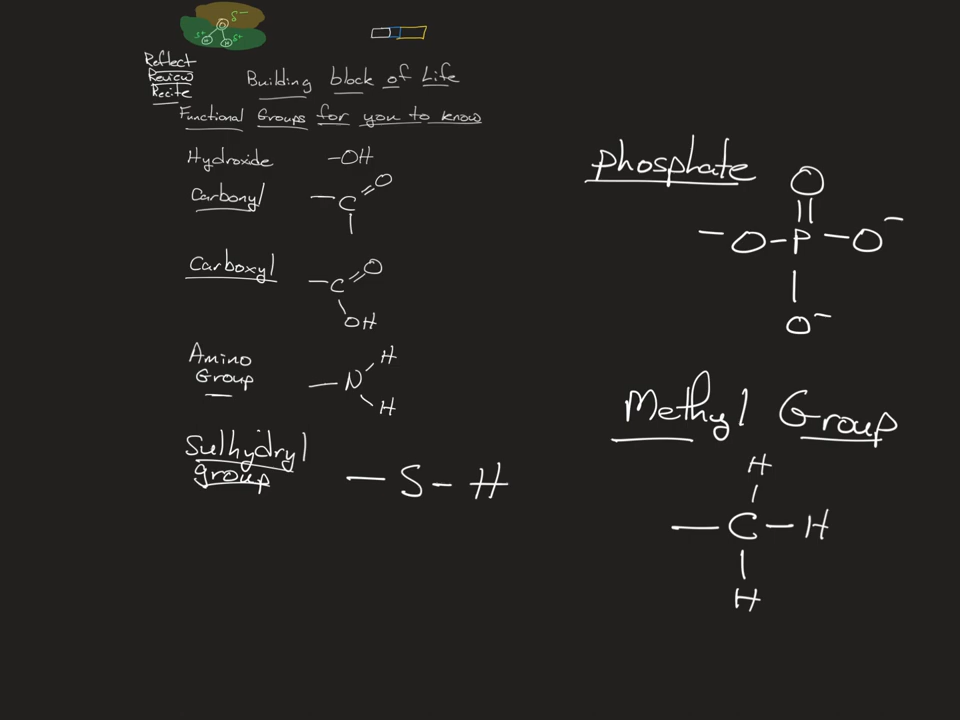 δ-
O
δ+ δ+
H H
Reflect
Review
Recite
Building block of Life
Functional Groups for you to know
Hydroxide -OH
Carbonyl
O
- C
Carboxyl
O
- C
OH
Amino
Group
H
- N
H
Sulhydryl
group
- S - H
phosphate
O
- O - P - O-
O-
Methyl Group
H
- C - H
H